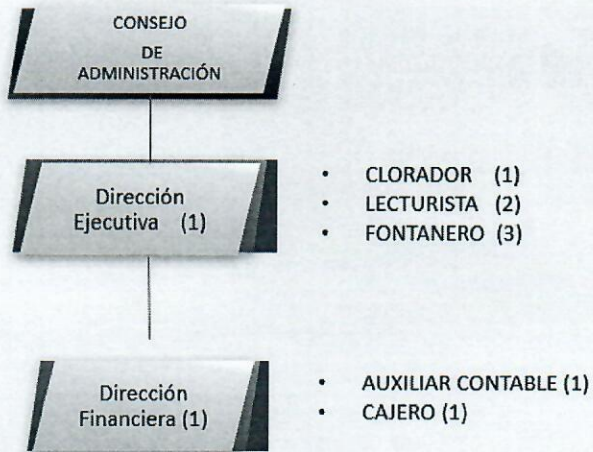 CONSEJO
DE
ADMINISTRACIÓN
Dirección
Ejecutiva (1)
• CLORADOR (1)
• LECTURISTA (2)
• FONTANERO (3)
Dirección
Financiera (1)
• AUXILIAR CONTABLE (1)
• CAJERO (1)